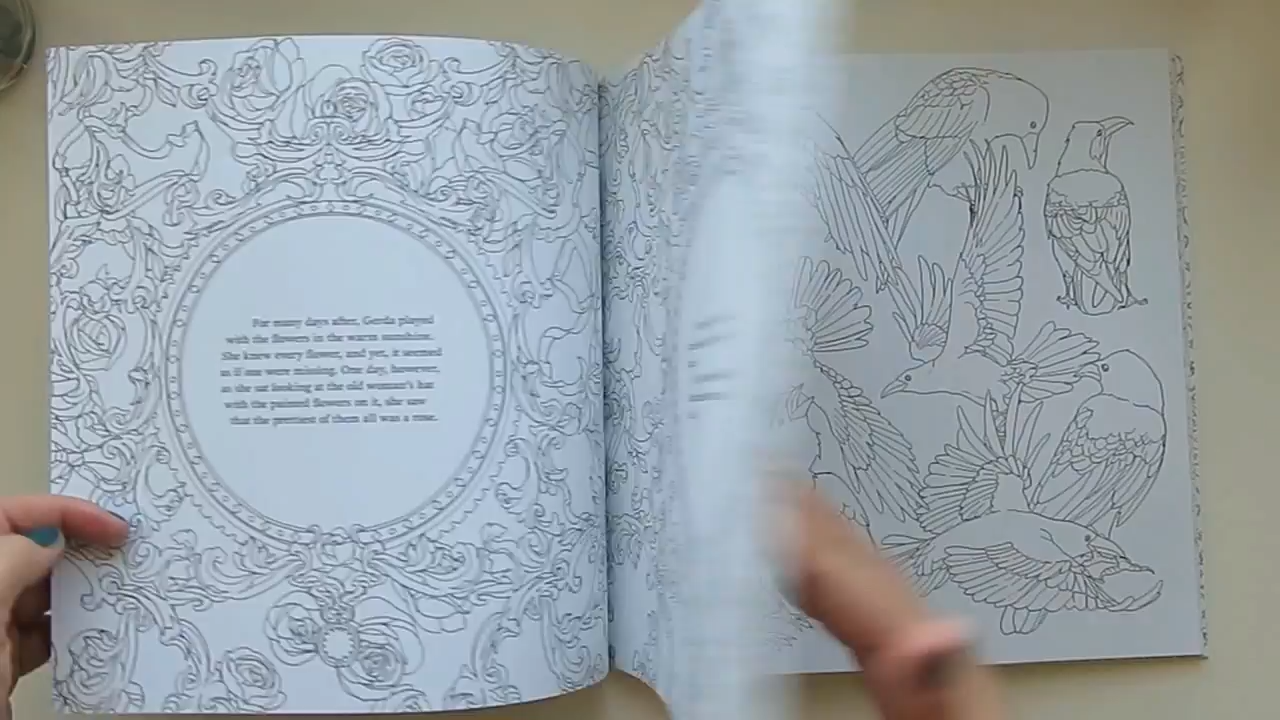 For many days after, Gerda played
with the flowers in the warm sunshine.
She knew every flower, and yet, it seemed
as if one were missing. One day, however,
as she sat looking at the old woman's hat
with the painted flowers on it, she saw
that the prettiest of them all was a rose.